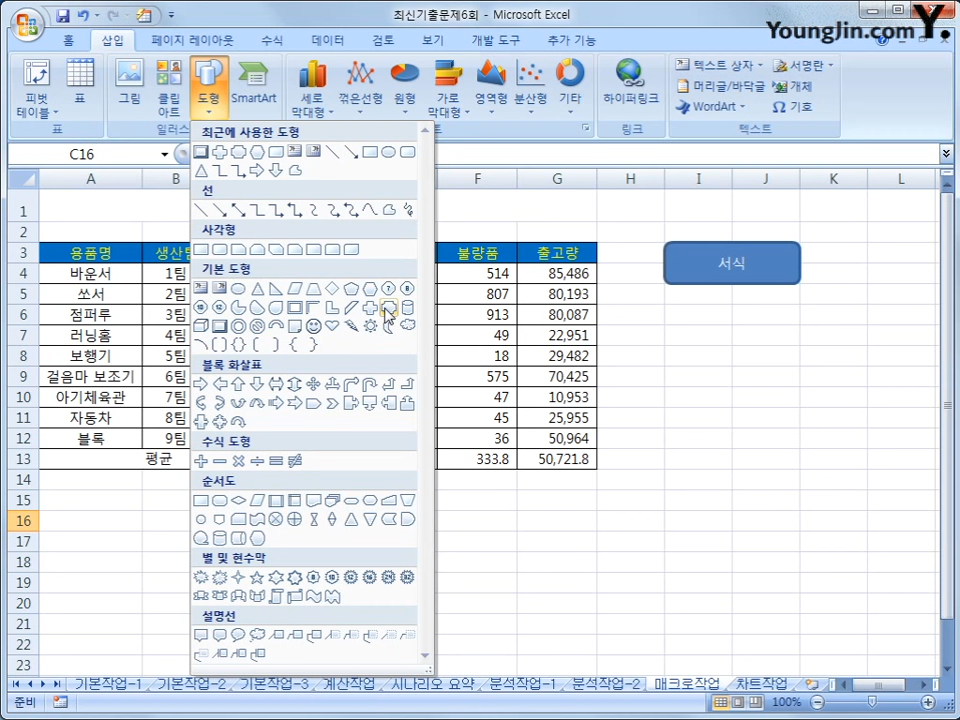 최신기출문제6회 - Microsoft Excel
YoungJin.com Y.
홈 삽입 페이지 레이아웃 수식 데이터 검토 보기 개발 도구 추가 기능
피벗 테이블 표 그림 클립 아트 도형 SmartArt 세로 막대형 꺾은선형 원형 가로 막대형 영역형 분산형 기타 하이퍼링크 텍스트 상자 서명란
머리글/바닥글 개체
WordArt 기호
표 일러스 트 링크 텍스트
C16
최근에 사용한 도형
선
사각형
기본 도형
블록 화살표
수식 도형
순서도
별 및 현수막
설명선
A B F G H I J K L
1
2
3 용품명 생산팀 불량품 출고량 서식
4 바운서 1팀 514 85,486
5 쏘서 2팀 807 80,193
6 점퍼루 3팀 913 80,087
7 러닝홈 4팀 49 22,951
8 보행기 5팀 18 29,482
9 걸음마 보조기 6팀 575 70,425
10 아기체육관 7팀 47 10,953
11 자동차 8팀 45 25,955
12 블록 9팀 36 50,964
13 평균 333.8 50,721.8
14
15
16
17
18
19
20
21
22
23
기본작업-1 기본작업-2 기본작업-3 계산작업 시나리오 요약 분석작업-1 분석작업-2 매크로작업 차트작업
준비 100%